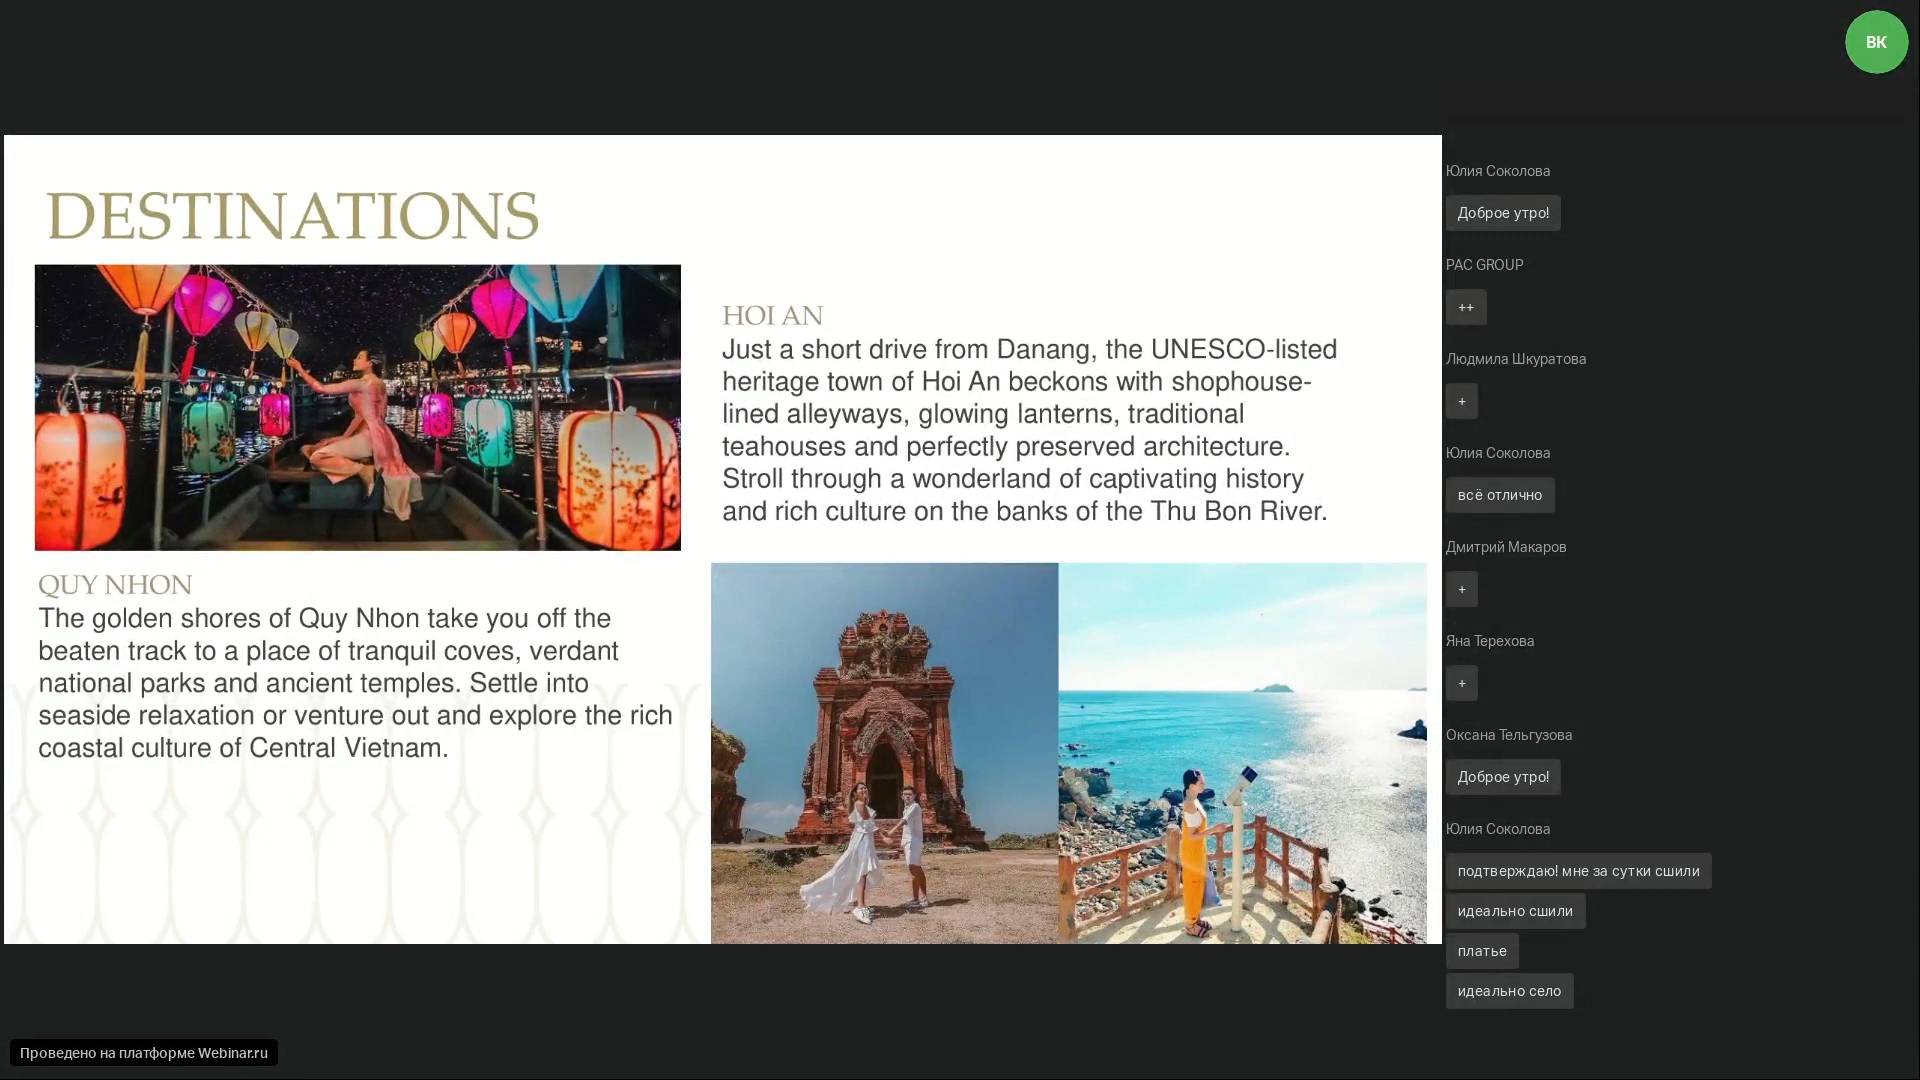 ВК
DESTINATIONS
HOI AN
Just a short drive from Danang, the UNESCO-listed
heritage town of Hoi An beckons with shophouse-
lined alleyways, glowing lanterns, traditional
teahouses and perfectly preserved architecture.
Stroll through a wonderland of captivating history
and rich culture on the banks of the Thu Bon River.
QUY NHON
The golden shores of Quy Nhon take you off the
beaten track to a place of tranquil coves, verdant
national parks and ancient temples. Settle into
seaside relaxation or venture out and explore the rich
coastal culture of Central Vietnam.
Юлия Соколова
Доброе утро!
PAC GROUP
++
Людмила Шкуратова
+
Юлия Соколова
всё отлично
Дмитрий Макаров
+
Яна Терехова
+
Оксана Тельгузова
Доброе утро!
Юлия Соколова
подтверждаю! мне за сутки сшили
идеально сшили
платье
идеально село
Проведено на платформе Webinar.ru